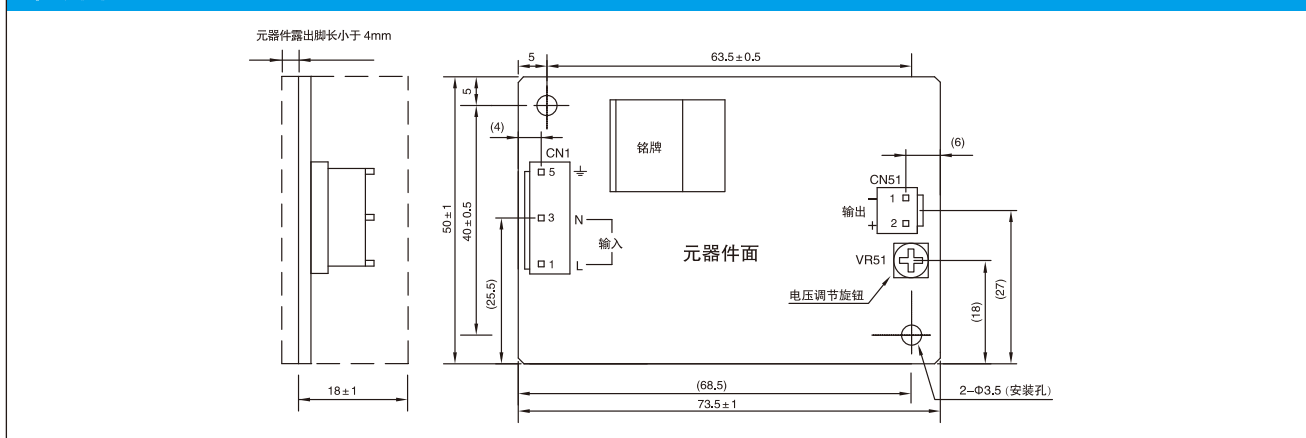 元器件露出脚长小于 4mm
5
63.5±0.5
5
(4)
(6)
CN1
铭牌
5
CN51
1
3
N
输出
50±1
40±0.5
输入
2
+
元器件面
VR51
1
L
(25.5)
电压调节旋钮
(18)
(27)
18±1
(68.5)
2–Φ3.5 (安装孔)
73.5±1